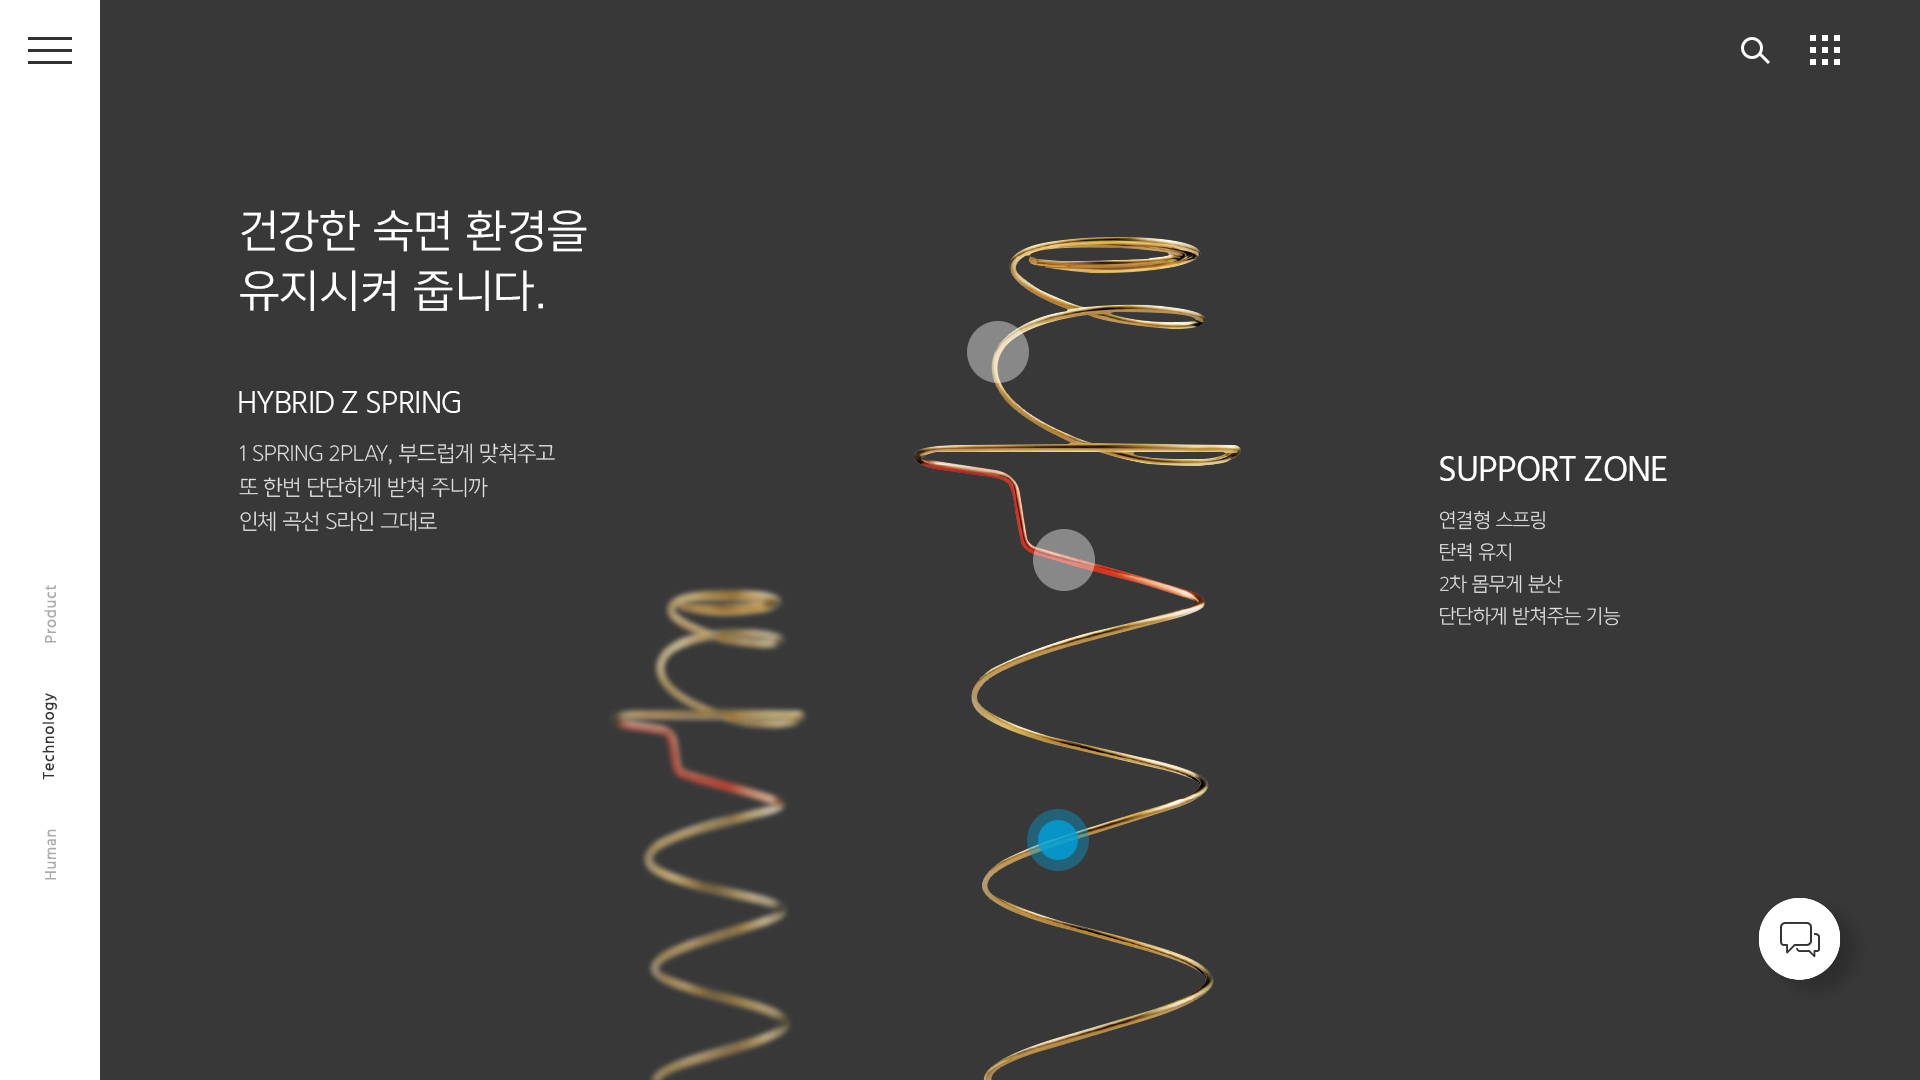 건강한 숙면 환경을
유지시켜 줍니다.
HYBRID Z SPRING
1 SPRING 2PLAY, 부드럽게 맞춰주고
또 한번 단단하게 받쳐 주니까
인체 곡선 S라인 그대로
SUPPORT ZONE
연결형 스프링
탄력 유지
2차 몸무게 분산
단단하게 받쳐주는 기능
Product
Technology
Human